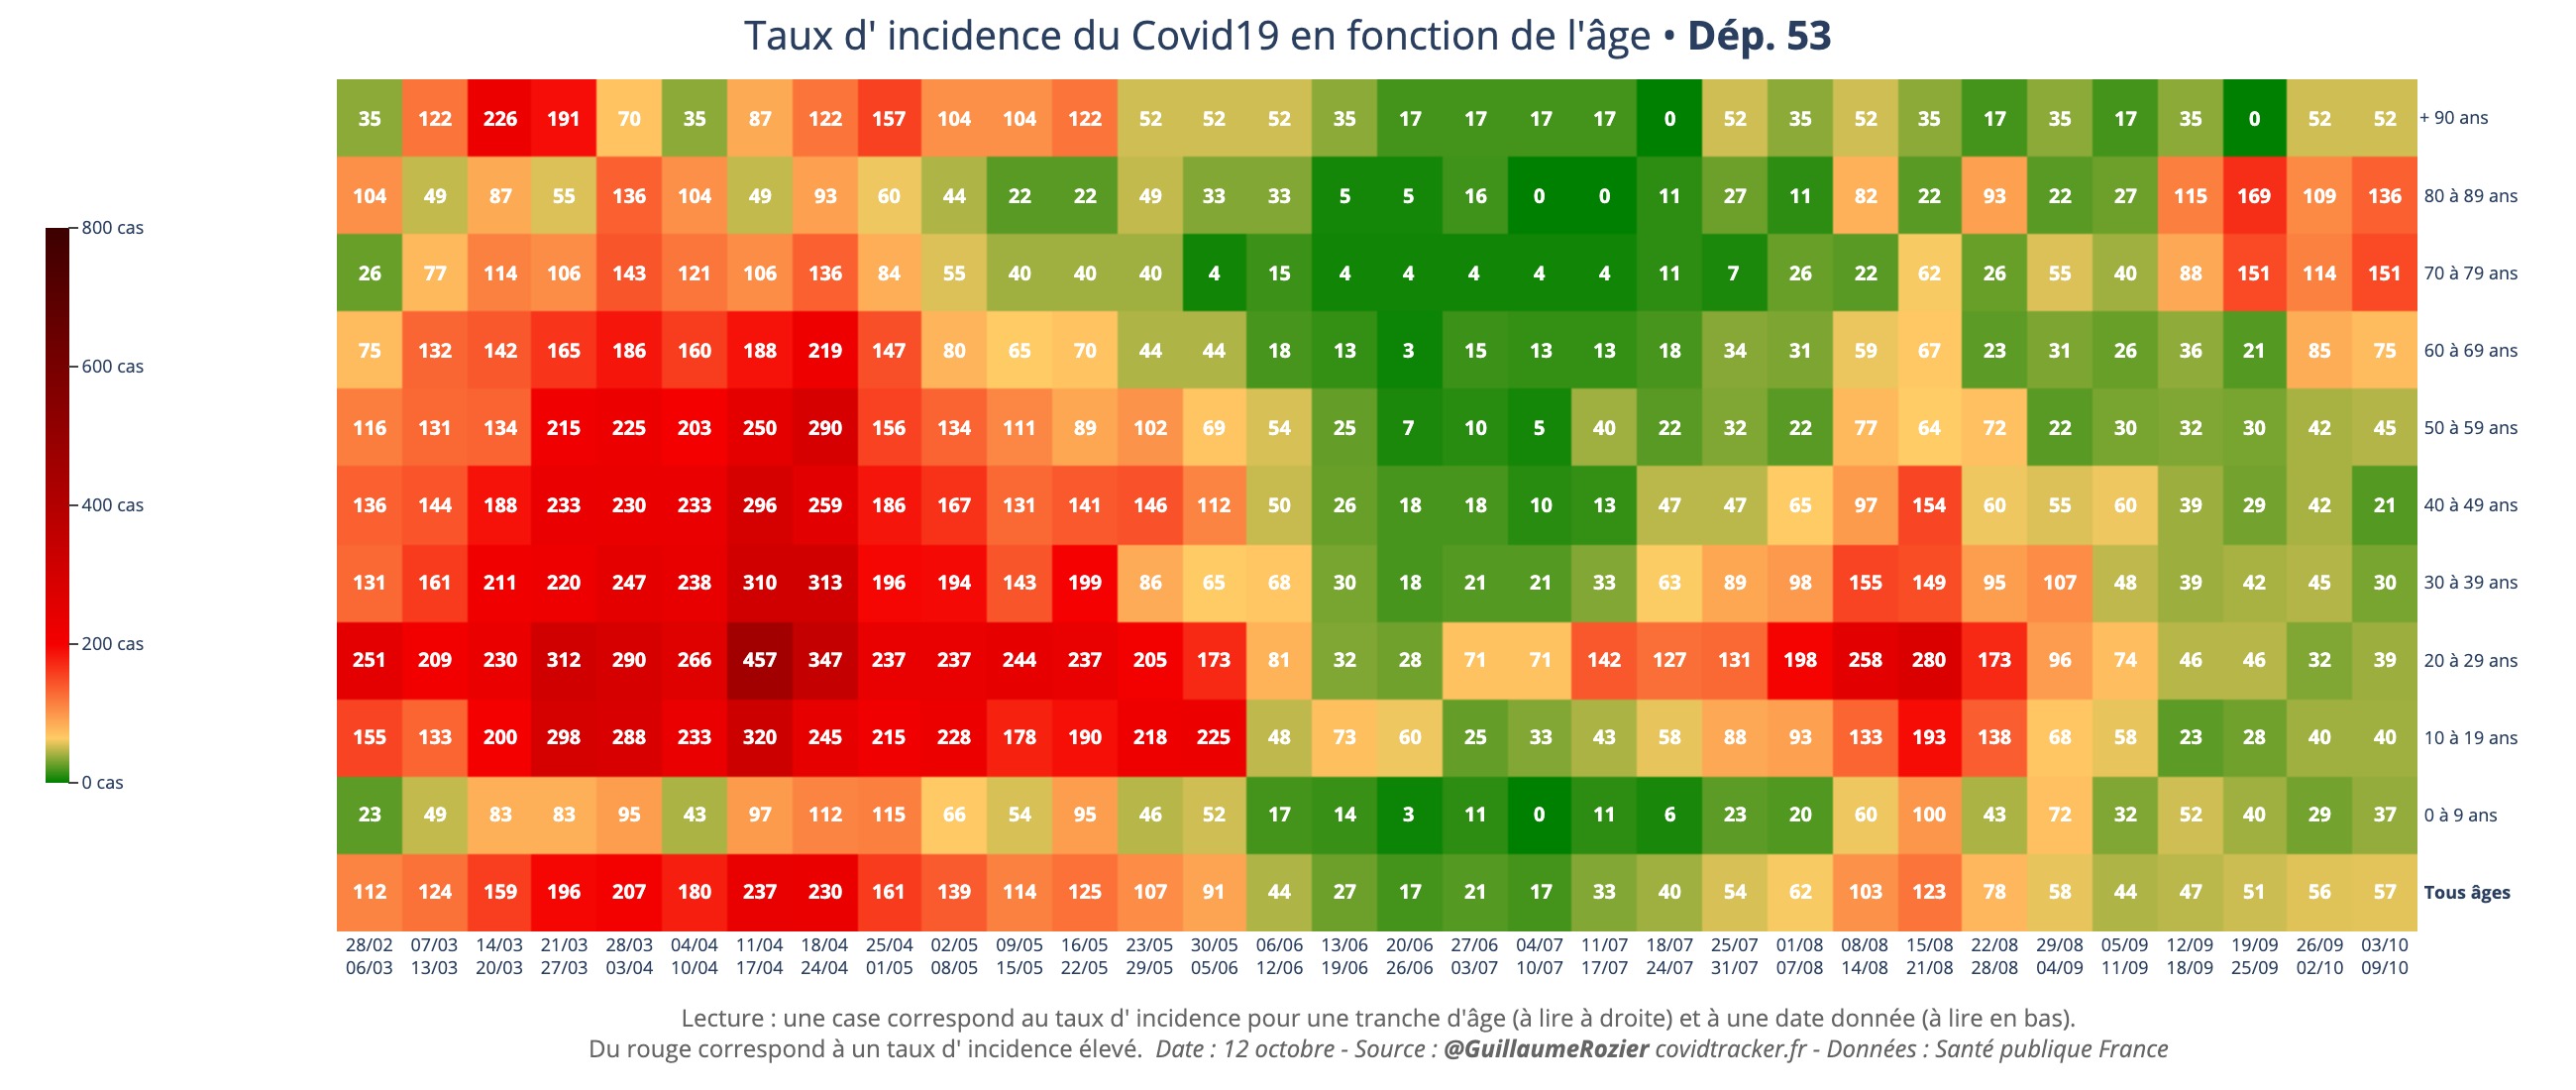 Taux d' incidence du Covid19 en fonction de l'âge • Dép. 53
35 122 226 191 70 35 87 122 157 104 104 122 52 52 52 35 17 17 17 17 0 52 35 52 35 17 35 17 35 0 52 52 + 90 ans
104 49 87 55 136 104 49 93 60 44 22 22 49 33 33 5 5 16 0 0 11 27 11 82 22 93 22 27 115 169 109 136 80 à 89 ans
800 cas
26 77 114 106 143 121 106 136 84 55 40 40 40 4 15 4 4 4 4 4 11 7 26 22 62 26 55 40 88 151 114 151 70 à 79 ans
75 132 142 165 186 160 188 219 147 80 65 70 44 44 18 13 3 15 13 13 18 34 31 59 67 23 31 26 36 21 85 75 60 à 69 ans
600 cas
116 131 134 215 225 203 250 290 156 134 111 89 102 69 54 25 7 10 5 40 22 32 22 77 64 72 22 30 32 30 42 45 50 à 59 ans
400 cas
136 144 188 233 230 233 296 259 186 167 131 141 146 112 50 26 18 18 10 13 47 47 65 97 154 60 55 60 39 29 42 21 40 à 49 ans
131 161 211 220 247 238 310 313 196 194 143 199 86 65 68 30 18 21 21 33 63 89 98 155 149 95 107 48 39 42 45 30 30 à 39 ans
200 cas
251 209 230 312 290 266 457 347 237 237 244 237 205 173 81 32 28 71 71 142 127 131 198 258 280 173 96 74 46 46 32 39 20 à 29 ans
155 133 200 298 288 233 320 245 215 228 178 190 218 225 48 73 60 25 33 43 58 88 93 133 193 138 68 58 23 28 40 40 10 à 19 ans
0 cas
23 49 83 83 95 43 97 112 115 66 54 95 46 52 17 14 3 11 0 11 6 23 20 60 100 43 72 32 52 40 29 37 0 à 9 ans
112 124 159 196 207 180 237 230 161 139 114 125 107 91 44 27 17 21 17 33 40 54 62 103 123 78 58 44 47 51 56 57 Tous âges
28/02 07/03 14/03 21/03 28/03 04/04 11/04 18/04 25/04 02/05 09/05 16/05 23/05 30/05 06/06 13/06 20/06 27/06 04/07 11/07 18/07 25/07 01/08 08/08 15/08 22/08 29/08 05/09 12/09 19/09 26/09 03/10
06/03 13/03 20/03 27/03 03/04 10/04 17/04 24/04 01/05 08/05 15/05 22/05 29/05 05/06 12/06 19/06 26/06 03/07 10/07 17/07 24/07 31/07 07/08 14/08 21/08 28/08 04/09 11/09 18/09 25/09 02/10 09/10
Lecture : une case correspond au taux d' incidence pour une tranche d'âge (à lire à droite) et à une date donnée (à lire en bas).
Du rouge correspond à un taux d' incidence élevé. Date : 12 octobre - Source : @GuillaumeRozier covidtracker.fr - Données : Santé publique France